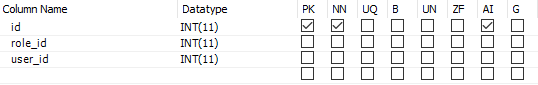 Column Name Datatype PK NN UQ B UN ZF AI G
id INT(11)
role_id INT(11)
user_id INT(11)